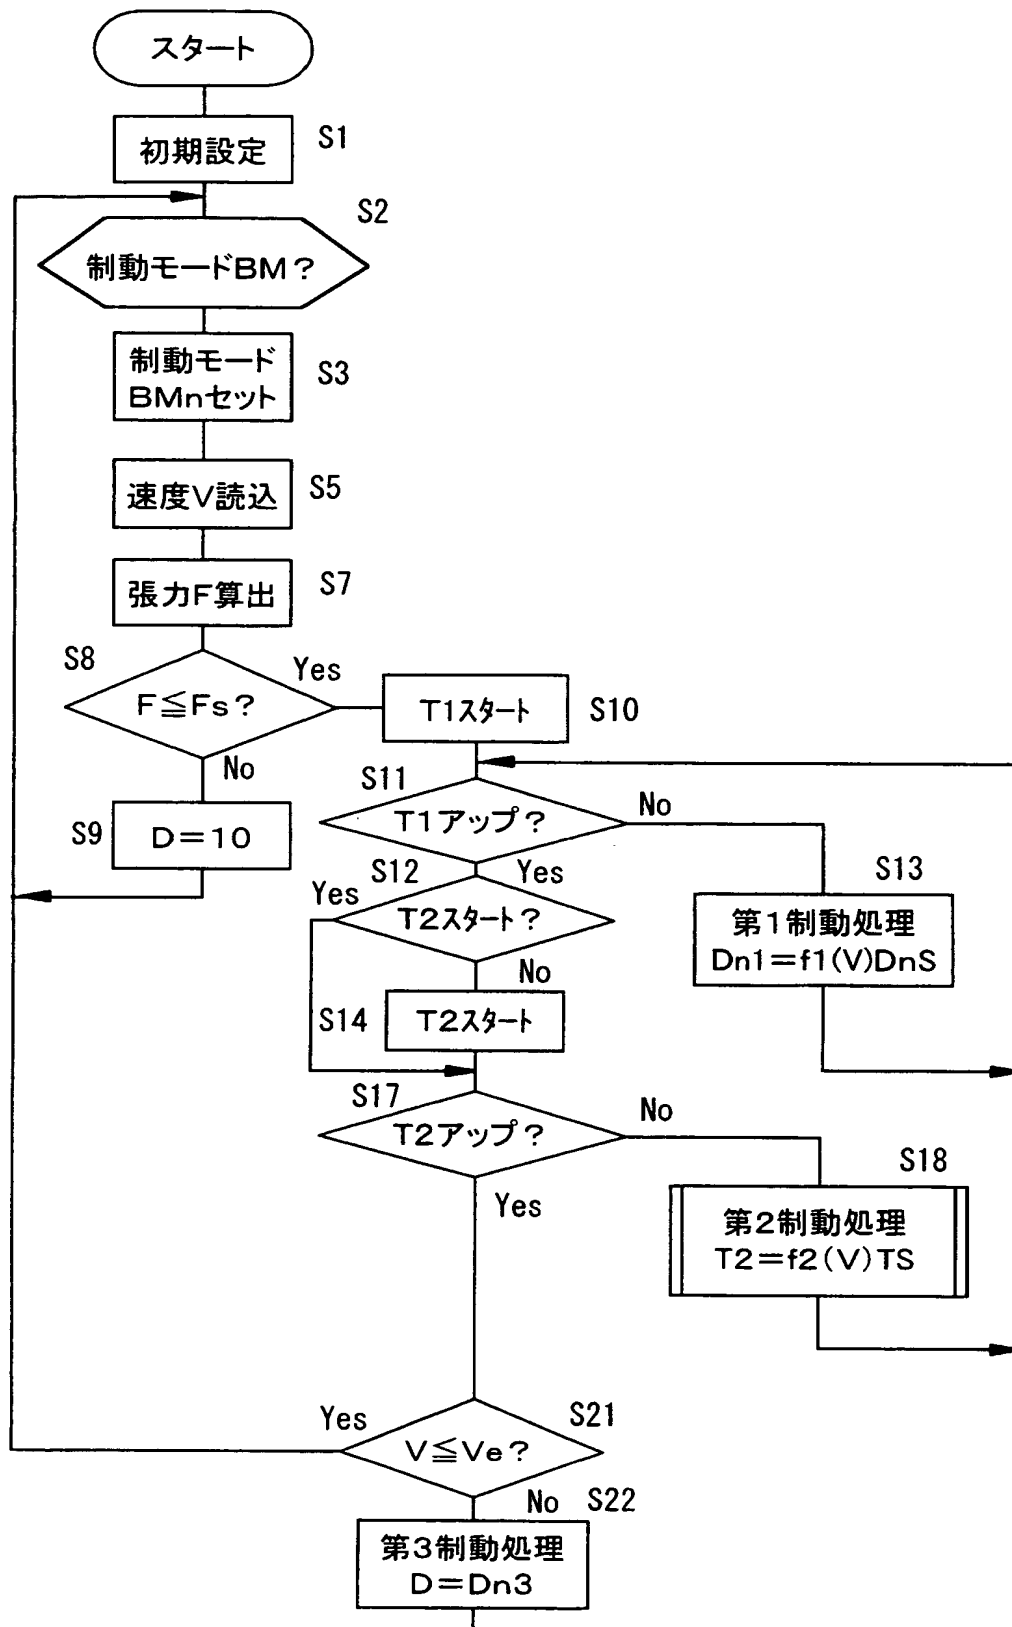 スタート
初期設定
S1
S2
制動モードBM?
制動モード
BMnセット
S3
速度V読込
S5
張力F算出
S7
S8
F≦Fs?
Yes
No
T1スタート
S10
S9
D=10
S11
T1アップ?
No
Yes
S12
Yes
T2スタート?
No
S13
第1制動処理
Dn1=f1(V)DnS
S14
T2スタート
S17
T2アップ?
No
Yes
S18
第2制動処理
T2=f2(V)TS
Yes
S21
V≦Ve?
No
S22
第3制動処理
D=Dn3